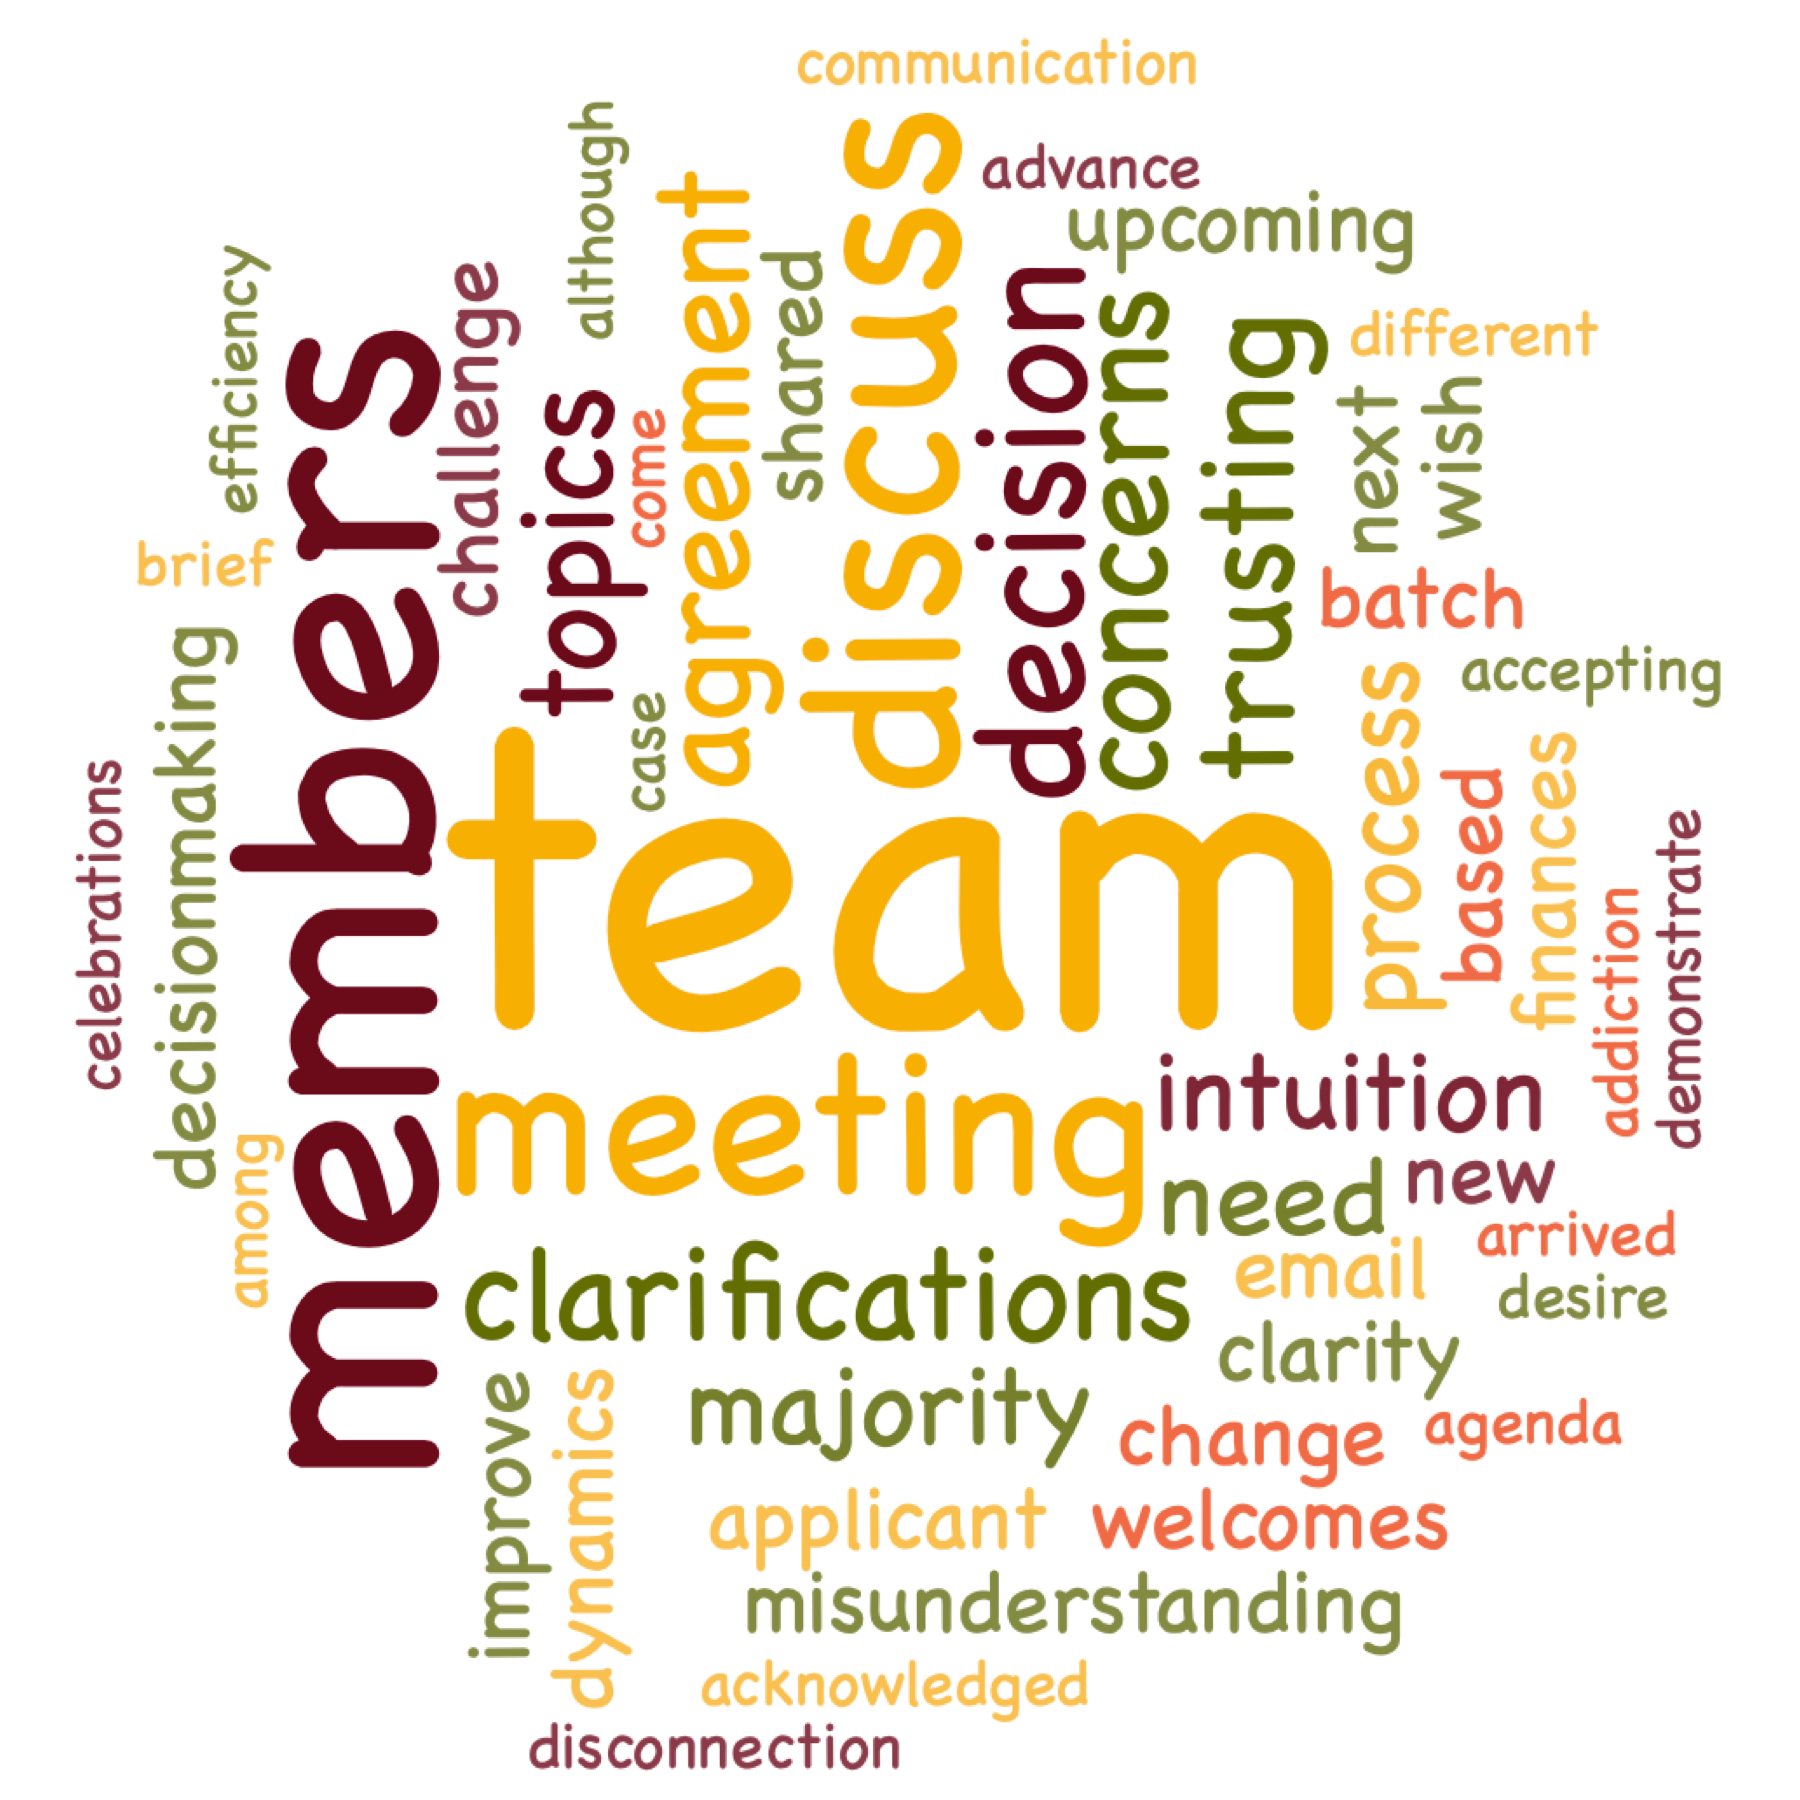 communication
advance
although
upcoming
discuss
agreement
shared
efficiency
challenge
decision
concerns
trusting
different
members
topics
come
next
wish
brief
batch
accepting
decisionmaking
case
process
celebrations
team
based
finances
addiction
demonstrate
meeting
intuition
among
need
new
arrived
clarifications
email
desire
clarity
improve
dynamics
majority
change
agenda
applicant
welcomes
misunderstanding
acknowledged
disconnection